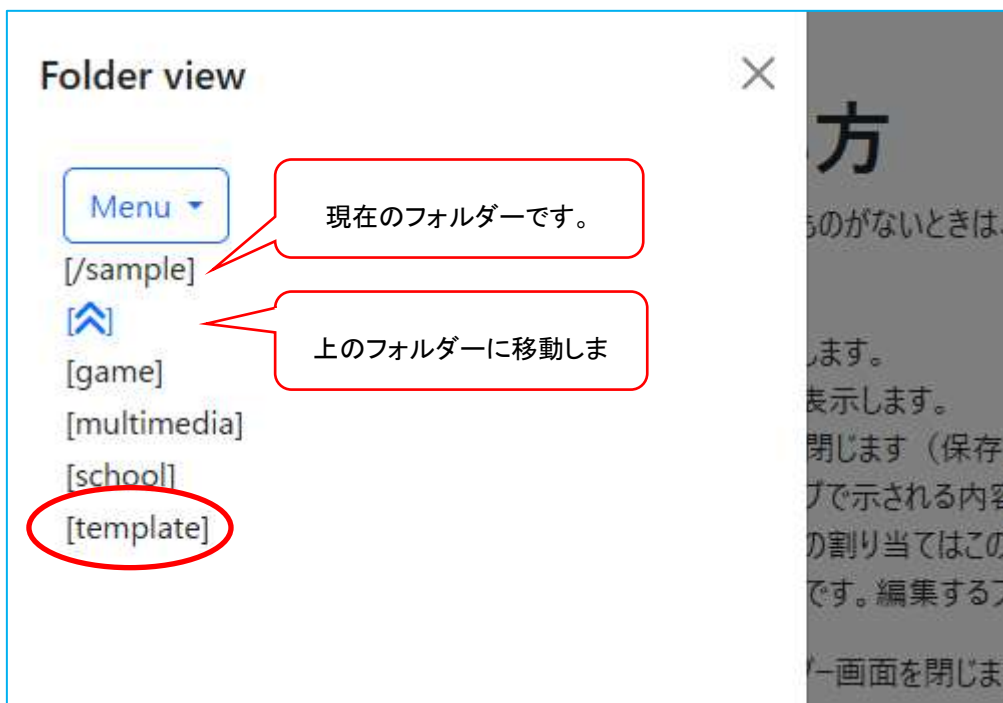 Folder view
Menu
現在のフォルダーです。
[/sample]
上のフォルダーに移動しま
[game]
[multimedia]
[school]
[template]
方
ものがないときは、
します。
表示します。
閉じます（保存
ブで示される内容
の割り当てはこの
です。編集するフ
ー画面を閉じま